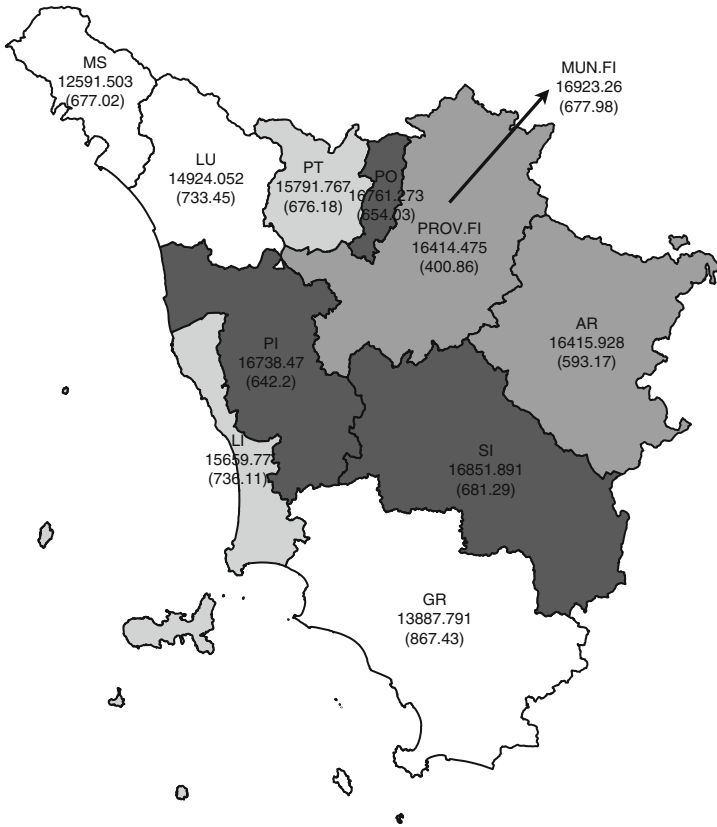 MS
12591.503
(677.02)
MUN.FI
16923.26
(677.98)
LU
14924.052
(733.45)
PT
15791.767
(676.18)
PO
16761.273
(654.03)
PROV.FI
16414.475
(400.86)
AR
16415.928
(593.17)
PI
16738.47
(642.2)
LI
15659.77
(736.11)
SI
16851.891
(681.29)
GR
13887.791
(867.43)